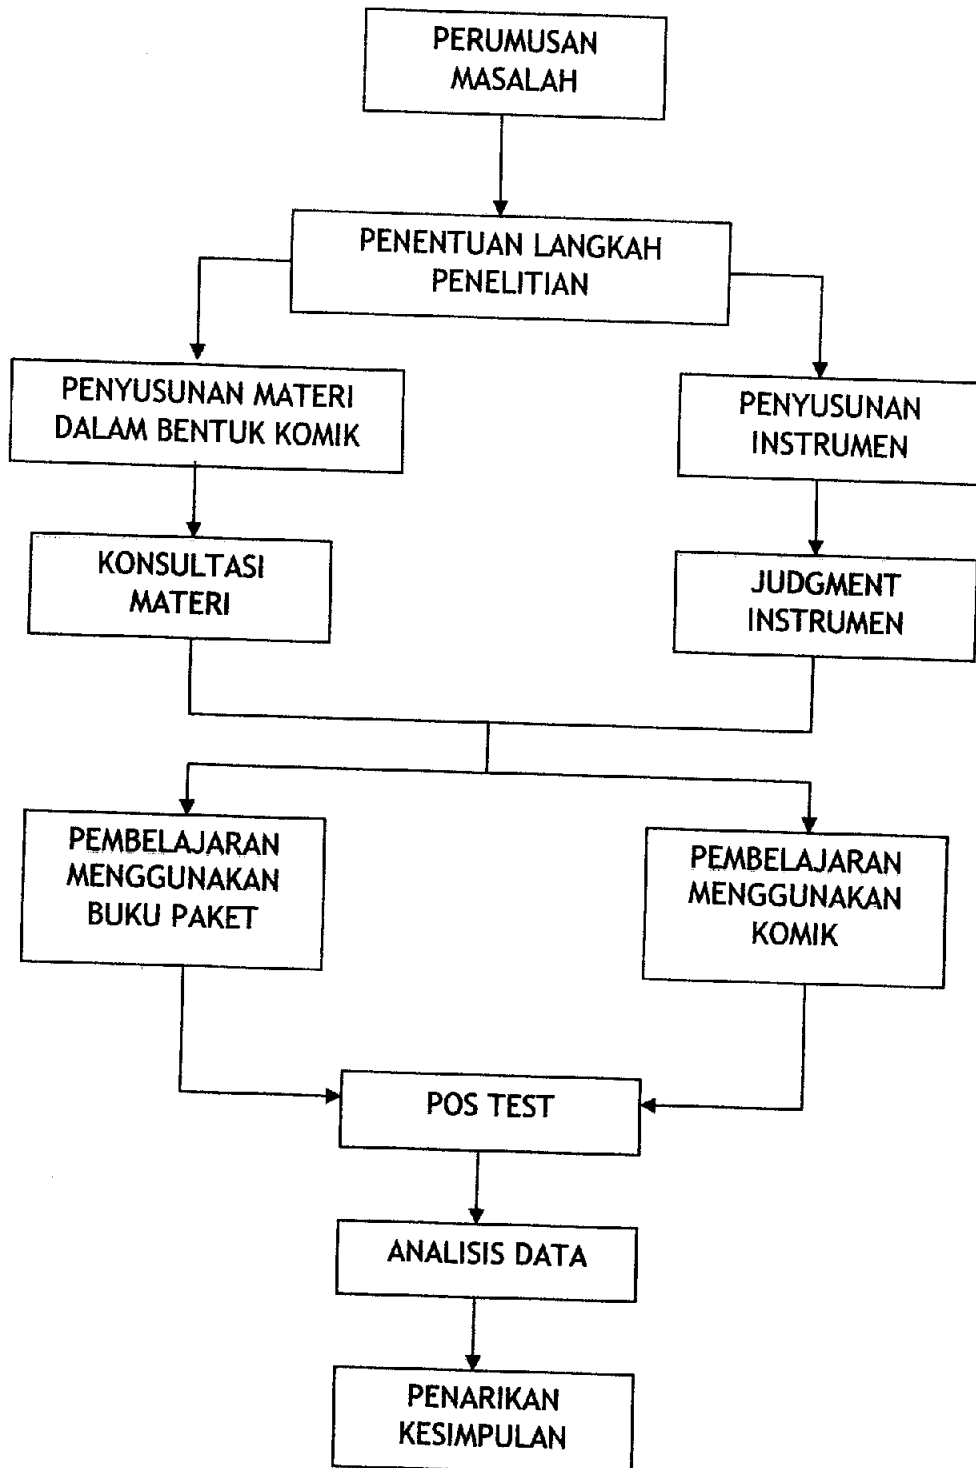 PERUMUSAN
MASALAH
PENENTUAN LANGKAH
PENELITIAN
PENYUSUNAN MATERI
DALAM BENTUK KOMIK
PENYUSUNAN
INSTRUMEN
KONSULTASI
MATERI
JUDGMENT
INSTRUMEN
PEMBELAJARAN
MENGGUNAKAN
BUKU PAKET
PEMBELAJARAN
MENGGUNAKAN
KOMIK
POS TEST
ANALISIS DATA
PENARIKAN
KESIMPULAN